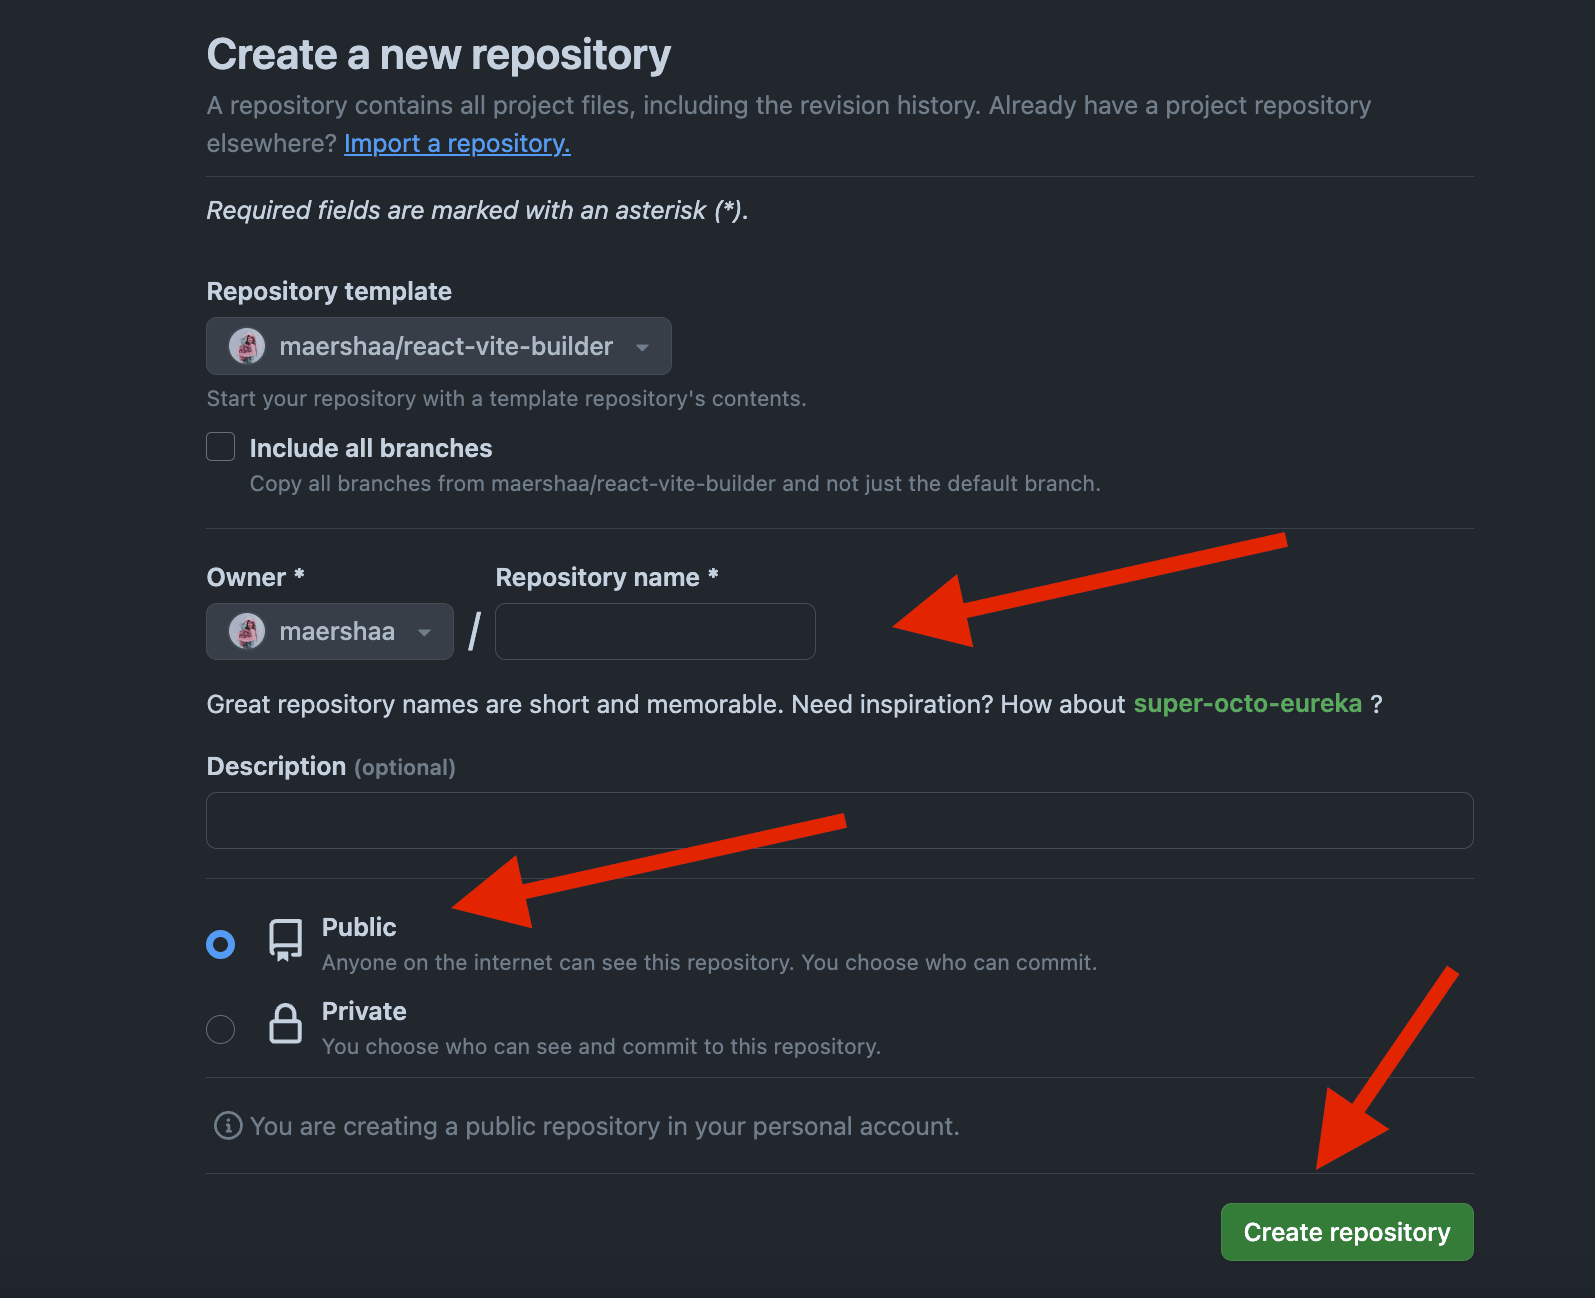 Create a new repository
A repository contains all project files, including the revision history. Already have a project repository
elsewhere? Import a repository.
Required fields are marked with an asterisk (*).
Repository template
maershaa/react-vite-builder
Start your repository with a template repository's contents.
Include all branches
Copy all branches from maershaa/react-vite-builder and not just the default branch.
Owner * Repository name *
maershaa /
Great repository names are short and memorable. Need inspiration? How about super-octo-eureka ?
Description (optional)
Public
Anyone on the internet can see this repository. You choose who can commit.
Private
You choose who can see and commit to this repository.
You are creating a public repository in your personal account.
Create repository